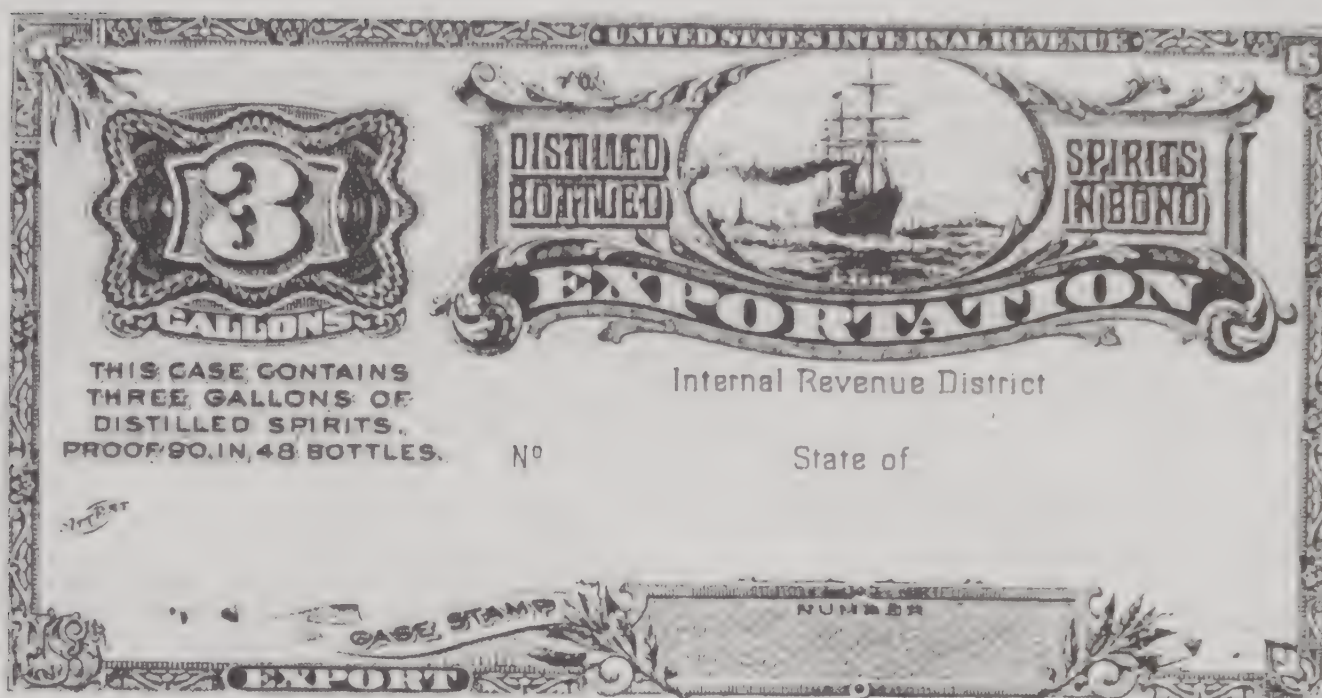 UNITED STATES INTERNAL REVENUE
DISTILLED SPIRITS
BOTTLED IN BOND
EXPORTATION
3
GALLONS
THIS CASE CONTAINS
THREE GALLONS OF
DISTILLED SPIRITS.
PROOF 90. IN 48 BOTTLES.
Internal Revenue District
Nº State of
CASE STAMP
NUMBER
EXPORT